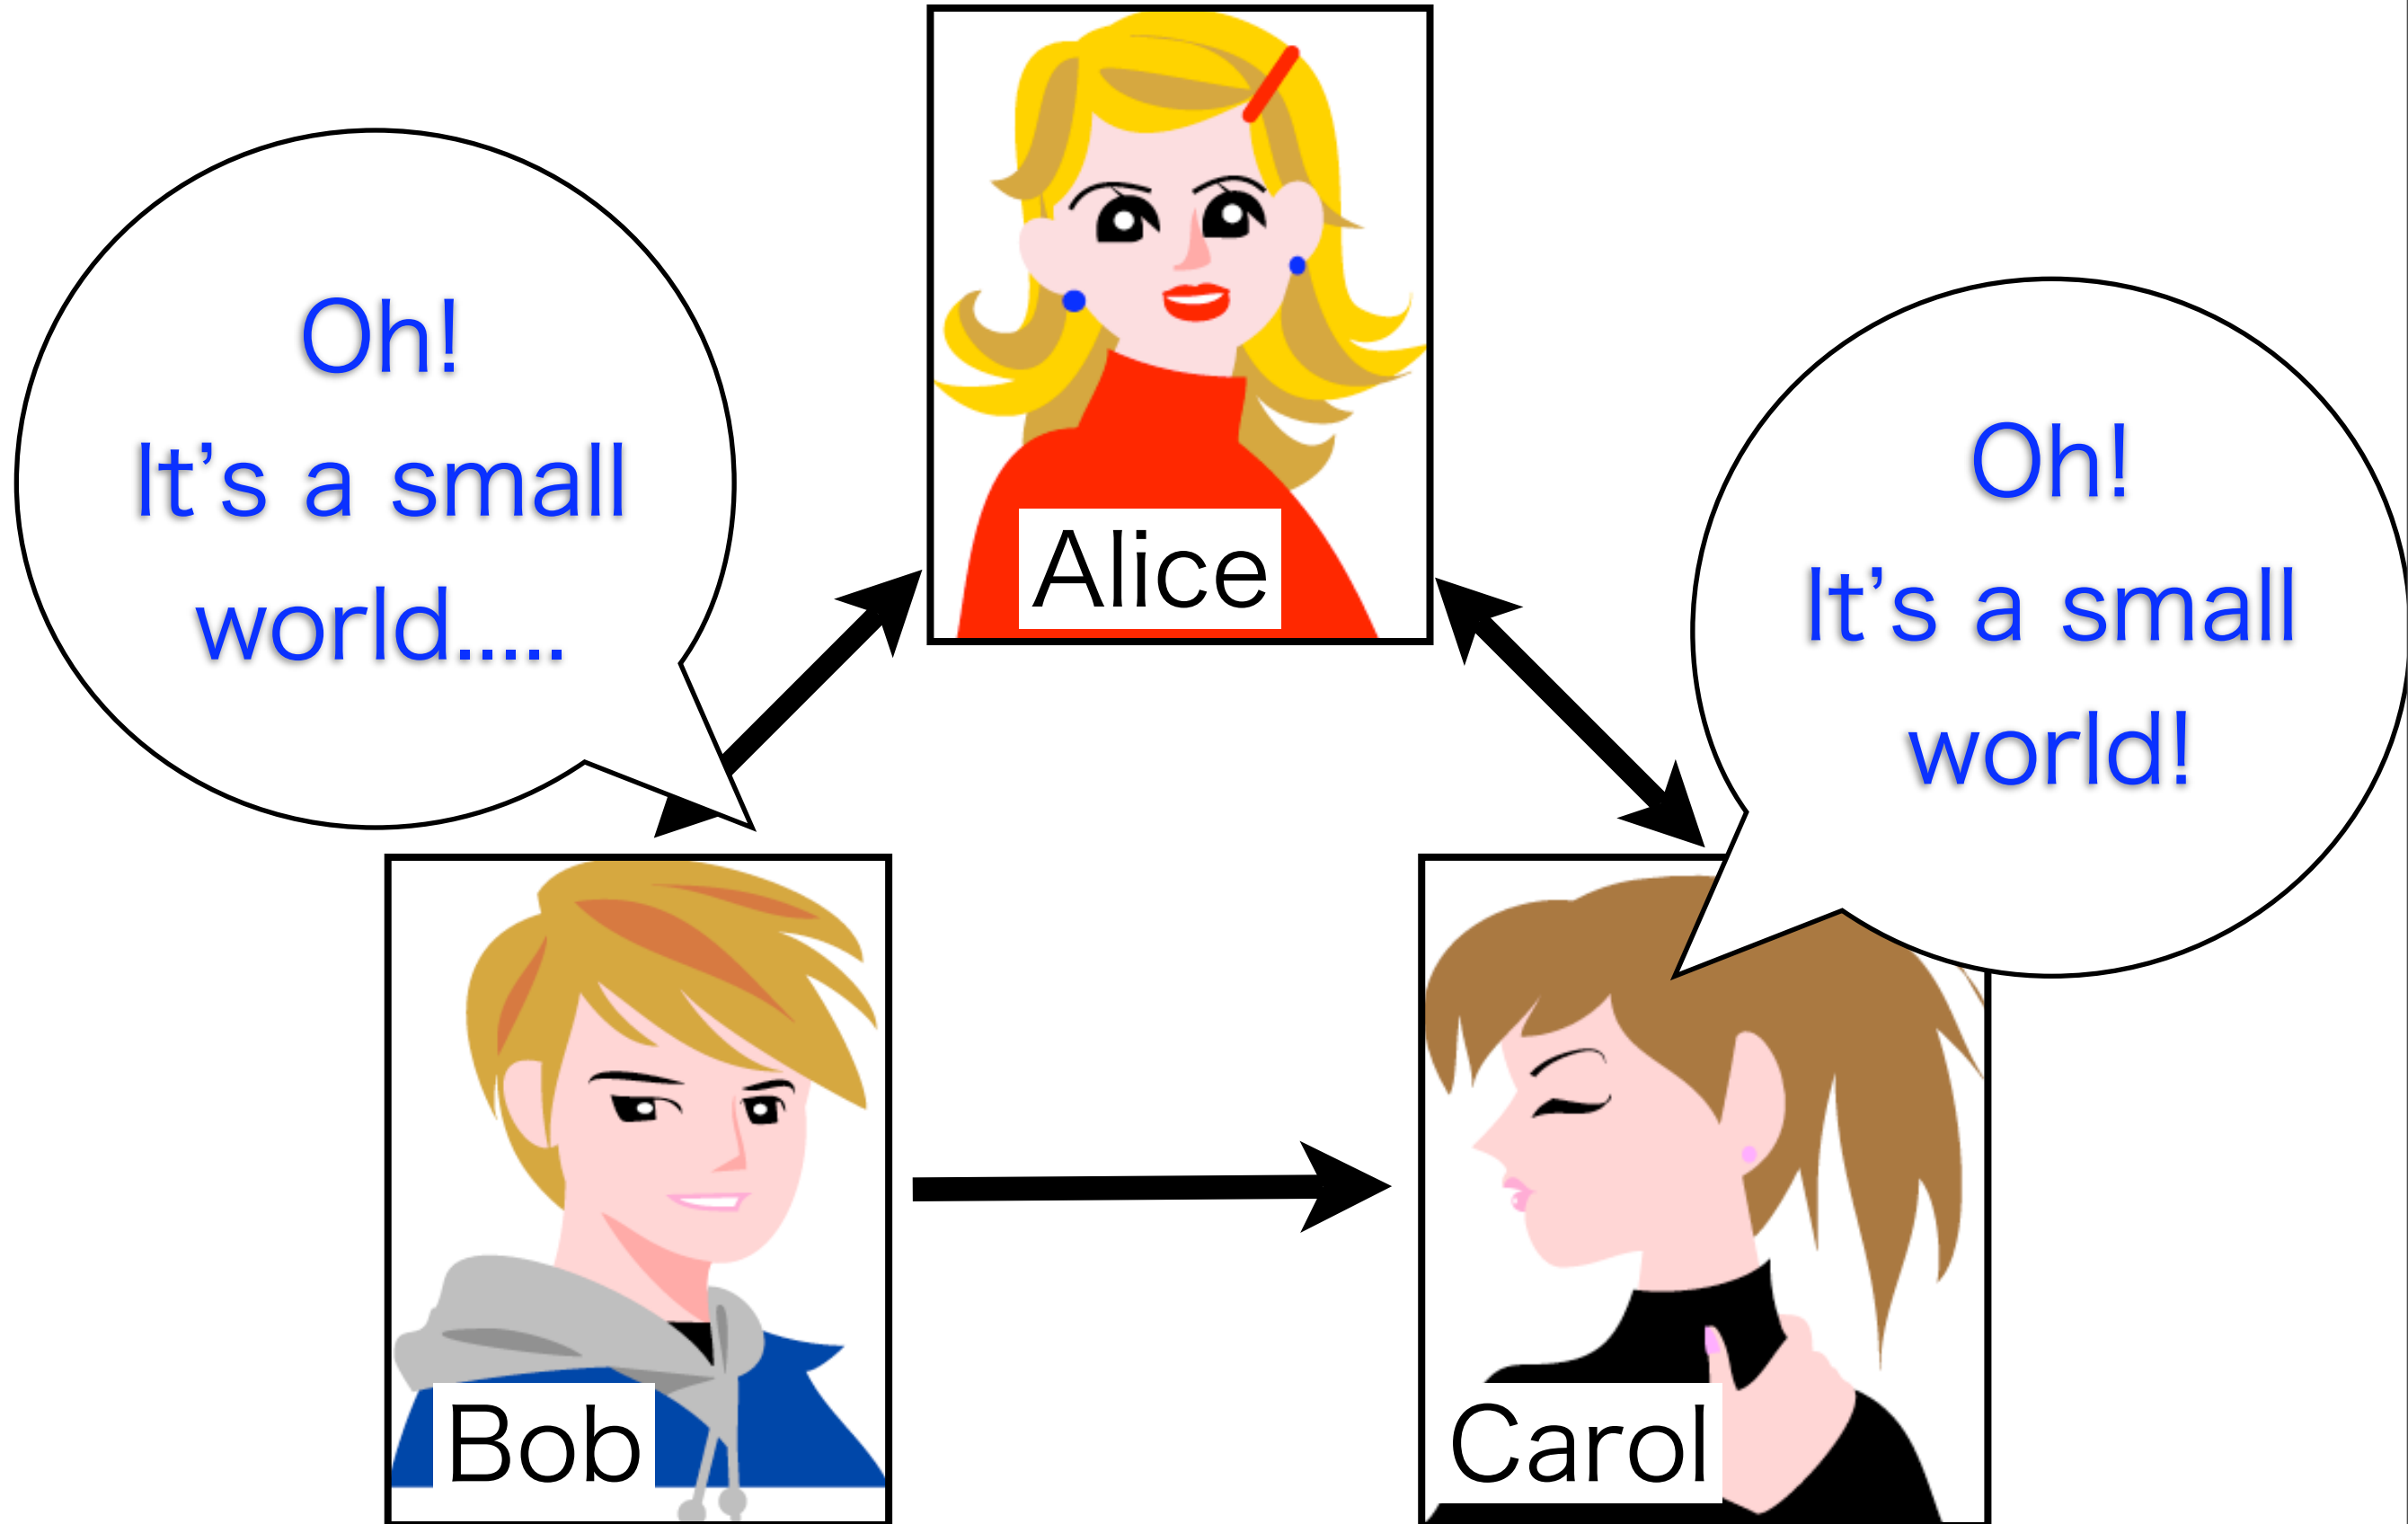 Oh!
It’s a small
world.....
Alice
Oh!
It’s a small
world!
Bob
Carol